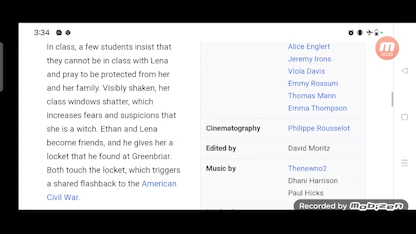 3:34
In class, a few students insist that
they cannot be in class with Lena
and pray to be protected from her
and her family. Visibly shaken, her
class windows shatter, which
increases fears and suspicions that
she is a witch. Ethan and Lena
become friends, and he gives her a
locket that he found at Greenbriar.
Both touch the locket, which triggers
a shared flashback to the American
Civil War.
Alice Englert
Jeremy Irons
Viola Davis
Emmy Rossum
Thomas Mann
Emma Thompson
Cinematography Philippe Rousselot
Edited by David Moritz
Music by Thenewno2
Dhani Harrison
Paul Hicks
Recorded by Mobizen